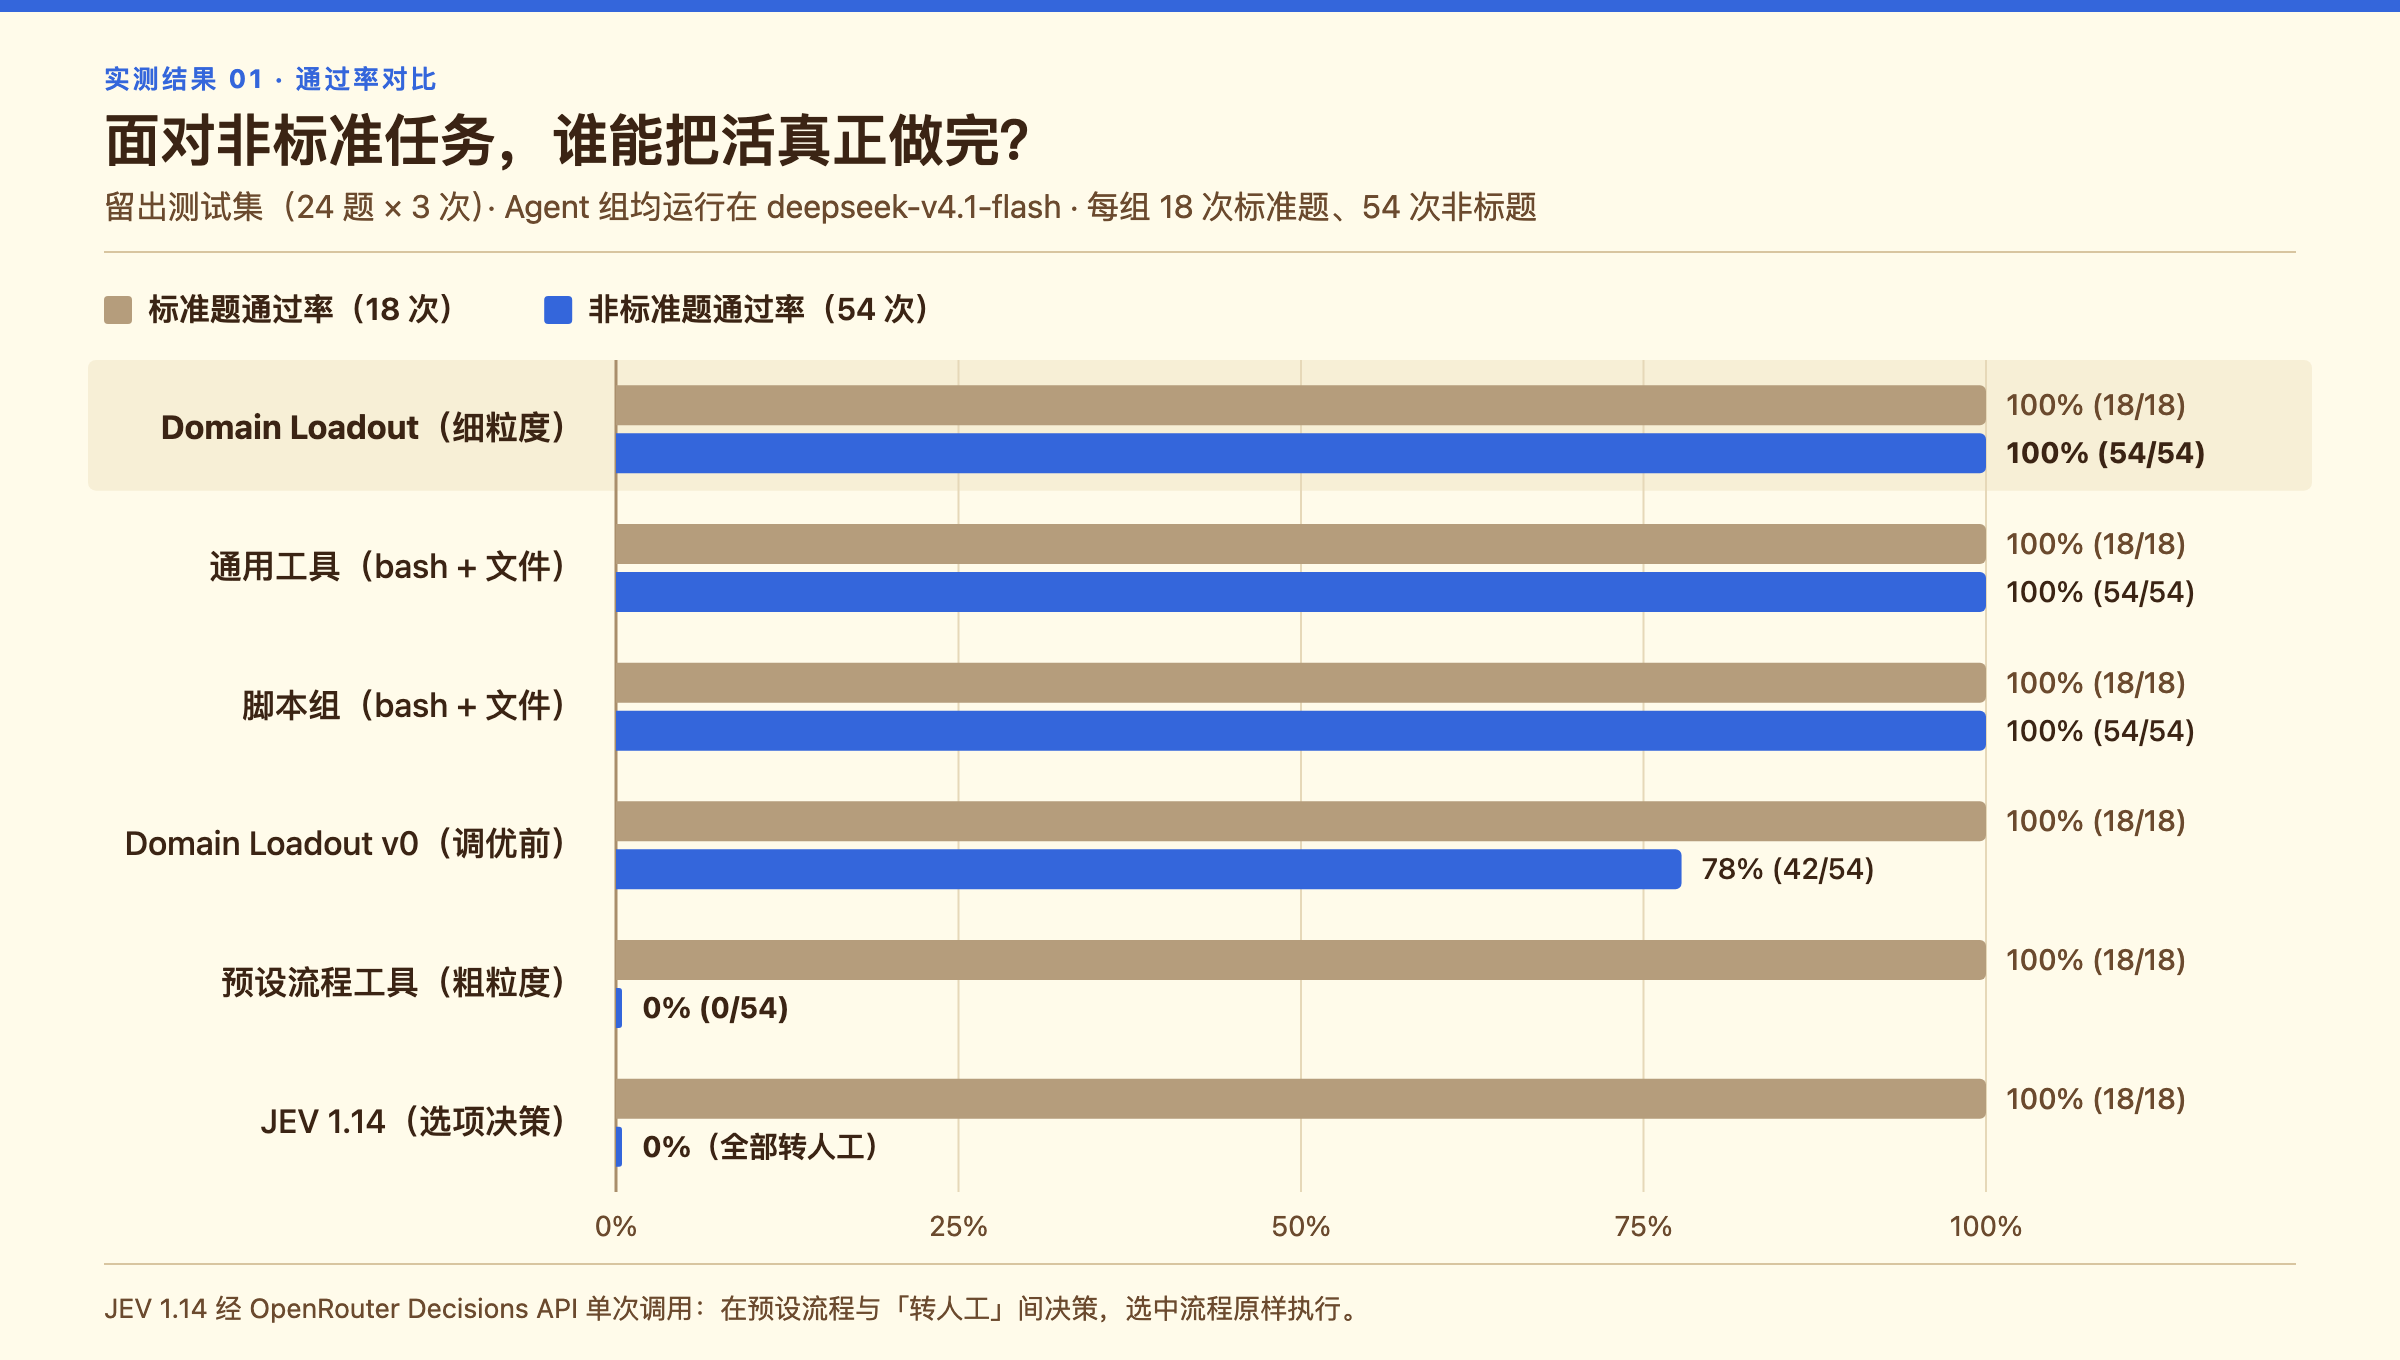 实测结果 01 · 通过率对比
面对非标准任务，谁能把活真正做完？
留出测试集（24 题 × 3 次）· Agent 组均运行在 deepseek-v4.1-flash · 每组 18 次标准题、54 次非标题
标准题通过率（18 次）
非标准题通过率（54 次）
Domain Loadout（细粒度）
100% (18/18)
100% (54/54)
通用工具（bash + 文件）
100% (18/18)
100% (54/54)
脚本组（bash + 文件）
100% (18/18)
100% (54/54)
Domain Loadout v0（调优前）
100% (18/18)
78% (42/54)
预设流程工具（粗粒度）
100% (18/18)
0% (0/54)
JEV 1.14（选项决策）
100% (18/18)
0%（全部转人工）
0%
25%
50%
75%
100%
JEV 1.14 经 OpenRouter Decisions API 单次调用：在预设流程与「转人工」间决策，选中流程原样执行。